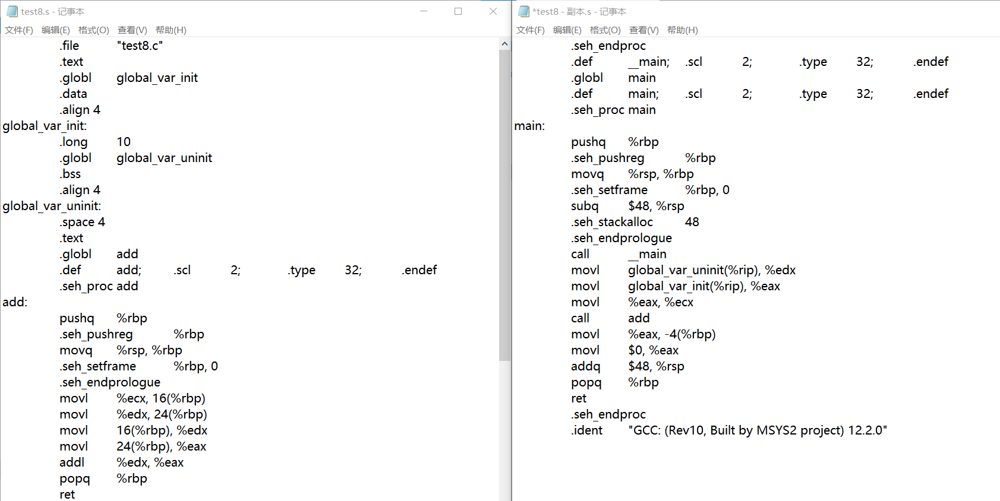 test8.s - 记事本
文件(F) 编辑(E) 格式(O) 查看(V) 帮助(H)
.file "test8.c"
.text
.globl global_var_init
.data
.align 4
global_var_init:
.long 10
.globl global_var_uninit
.bss
.align 4
global_var_uninit:
.space 4
.text
.globl add
.def add; .scl 2; .type 32; .endef
.seh_proc add
add:
pushq %rbp
.seh_pushreg %rbp
movq %rsp, %rbp
.seh_setframe %rbp, 0
.seh_endprologue
movl %ecx, 16(%rbp)
movl %edx, 24(%rbp)
movl 16(%rbp), %edx
movl 24(%rbp), %eax
addl %edx, %eax
popq %rbp
ret
*test8 - 副本.s - 记事本
文件(F) 编辑(E) 格式(O) 查看(V) 帮助(H)
.seh_endproc
.def __main; .scl 2; .type 32; .endef
.globl main
.def main; .scl 2; .type 32; .endef
.seh_proc main
main:
pushq %rbp
.seh_pushreg %rbp
movq %rsp, %rbp
.seh_setframe %rbp, 0
subq $48, %rsp
.seh_stackalloc 48
.seh_endprologue
call __main
movl global_var_uninit(%rip), %edx
movl global_var_init(%rip), %eax
movl %eax, %ecx
call add
movl %eax, -4(%rbp)
movl $0, %eax
addq $48, %rsp
popq %rbp
ret
.seh_endproc
.ident "GCC: (Rev10, Built by MSYS2 project) 12.2.0"